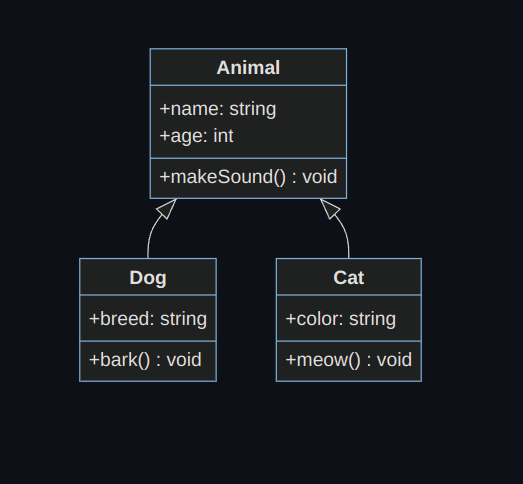 Animal
+name: string
+age: int
+makeSound() : void
Dog
+breed: string
+bark() : void
Cat
+color: string
+meow() : void